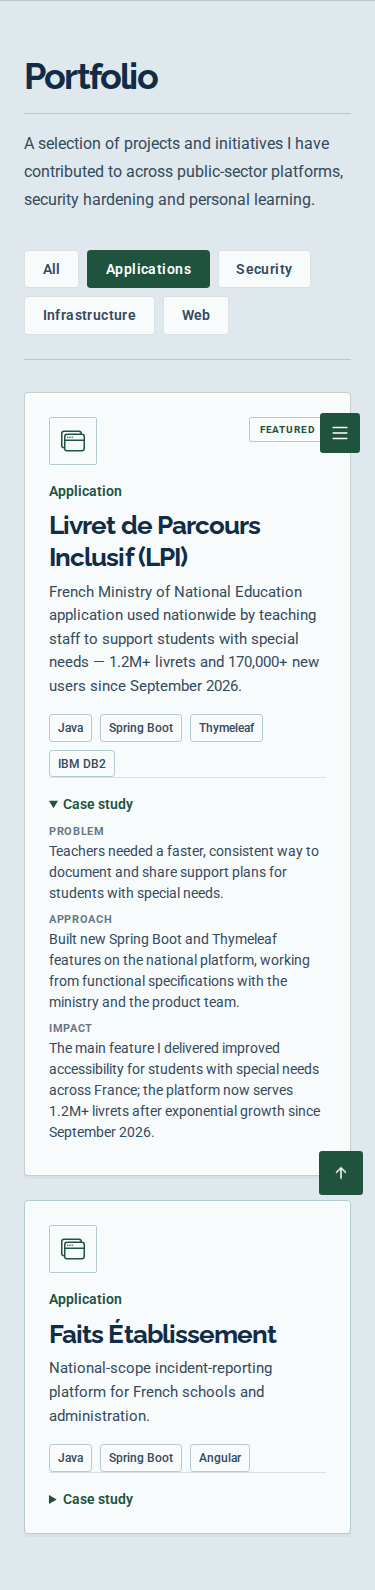 Portfolio
A selection of projects and initiatives I have
contributed to across public-sector platforms,
security hardening and personal learning.
All
Applications
Security
Infrastructure
Web
FEATURED
Application
Livret de Parcours
Inclusif (LPI)
French Ministry of National Education
application used nationwide by teaching
staff to support students with special
needs — 1.2M+ livrets and 170,000+ new
users since September 2026.
Java
Spring Boot
Thymeleaf
IBM DB2
Case study
PROBLEM
Teachers needed a faster, consistent way to
document and share support plans for
students with special needs.
APPROACH
Built new Spring Boot and Thymeleaf
features on the national platform, working
from functional specifications with the
ministry and the product team.
IMPACT
The main feature I delivered improved
accessibility for students with special needs
across France; the platform now serves
1.2M+ livrets after exponential growth since
September 2026.
Application
Faits Établissement
National-scope incident-reporting
platform for French schools and
administration.
Java
Spring Boot
Angular
Case study